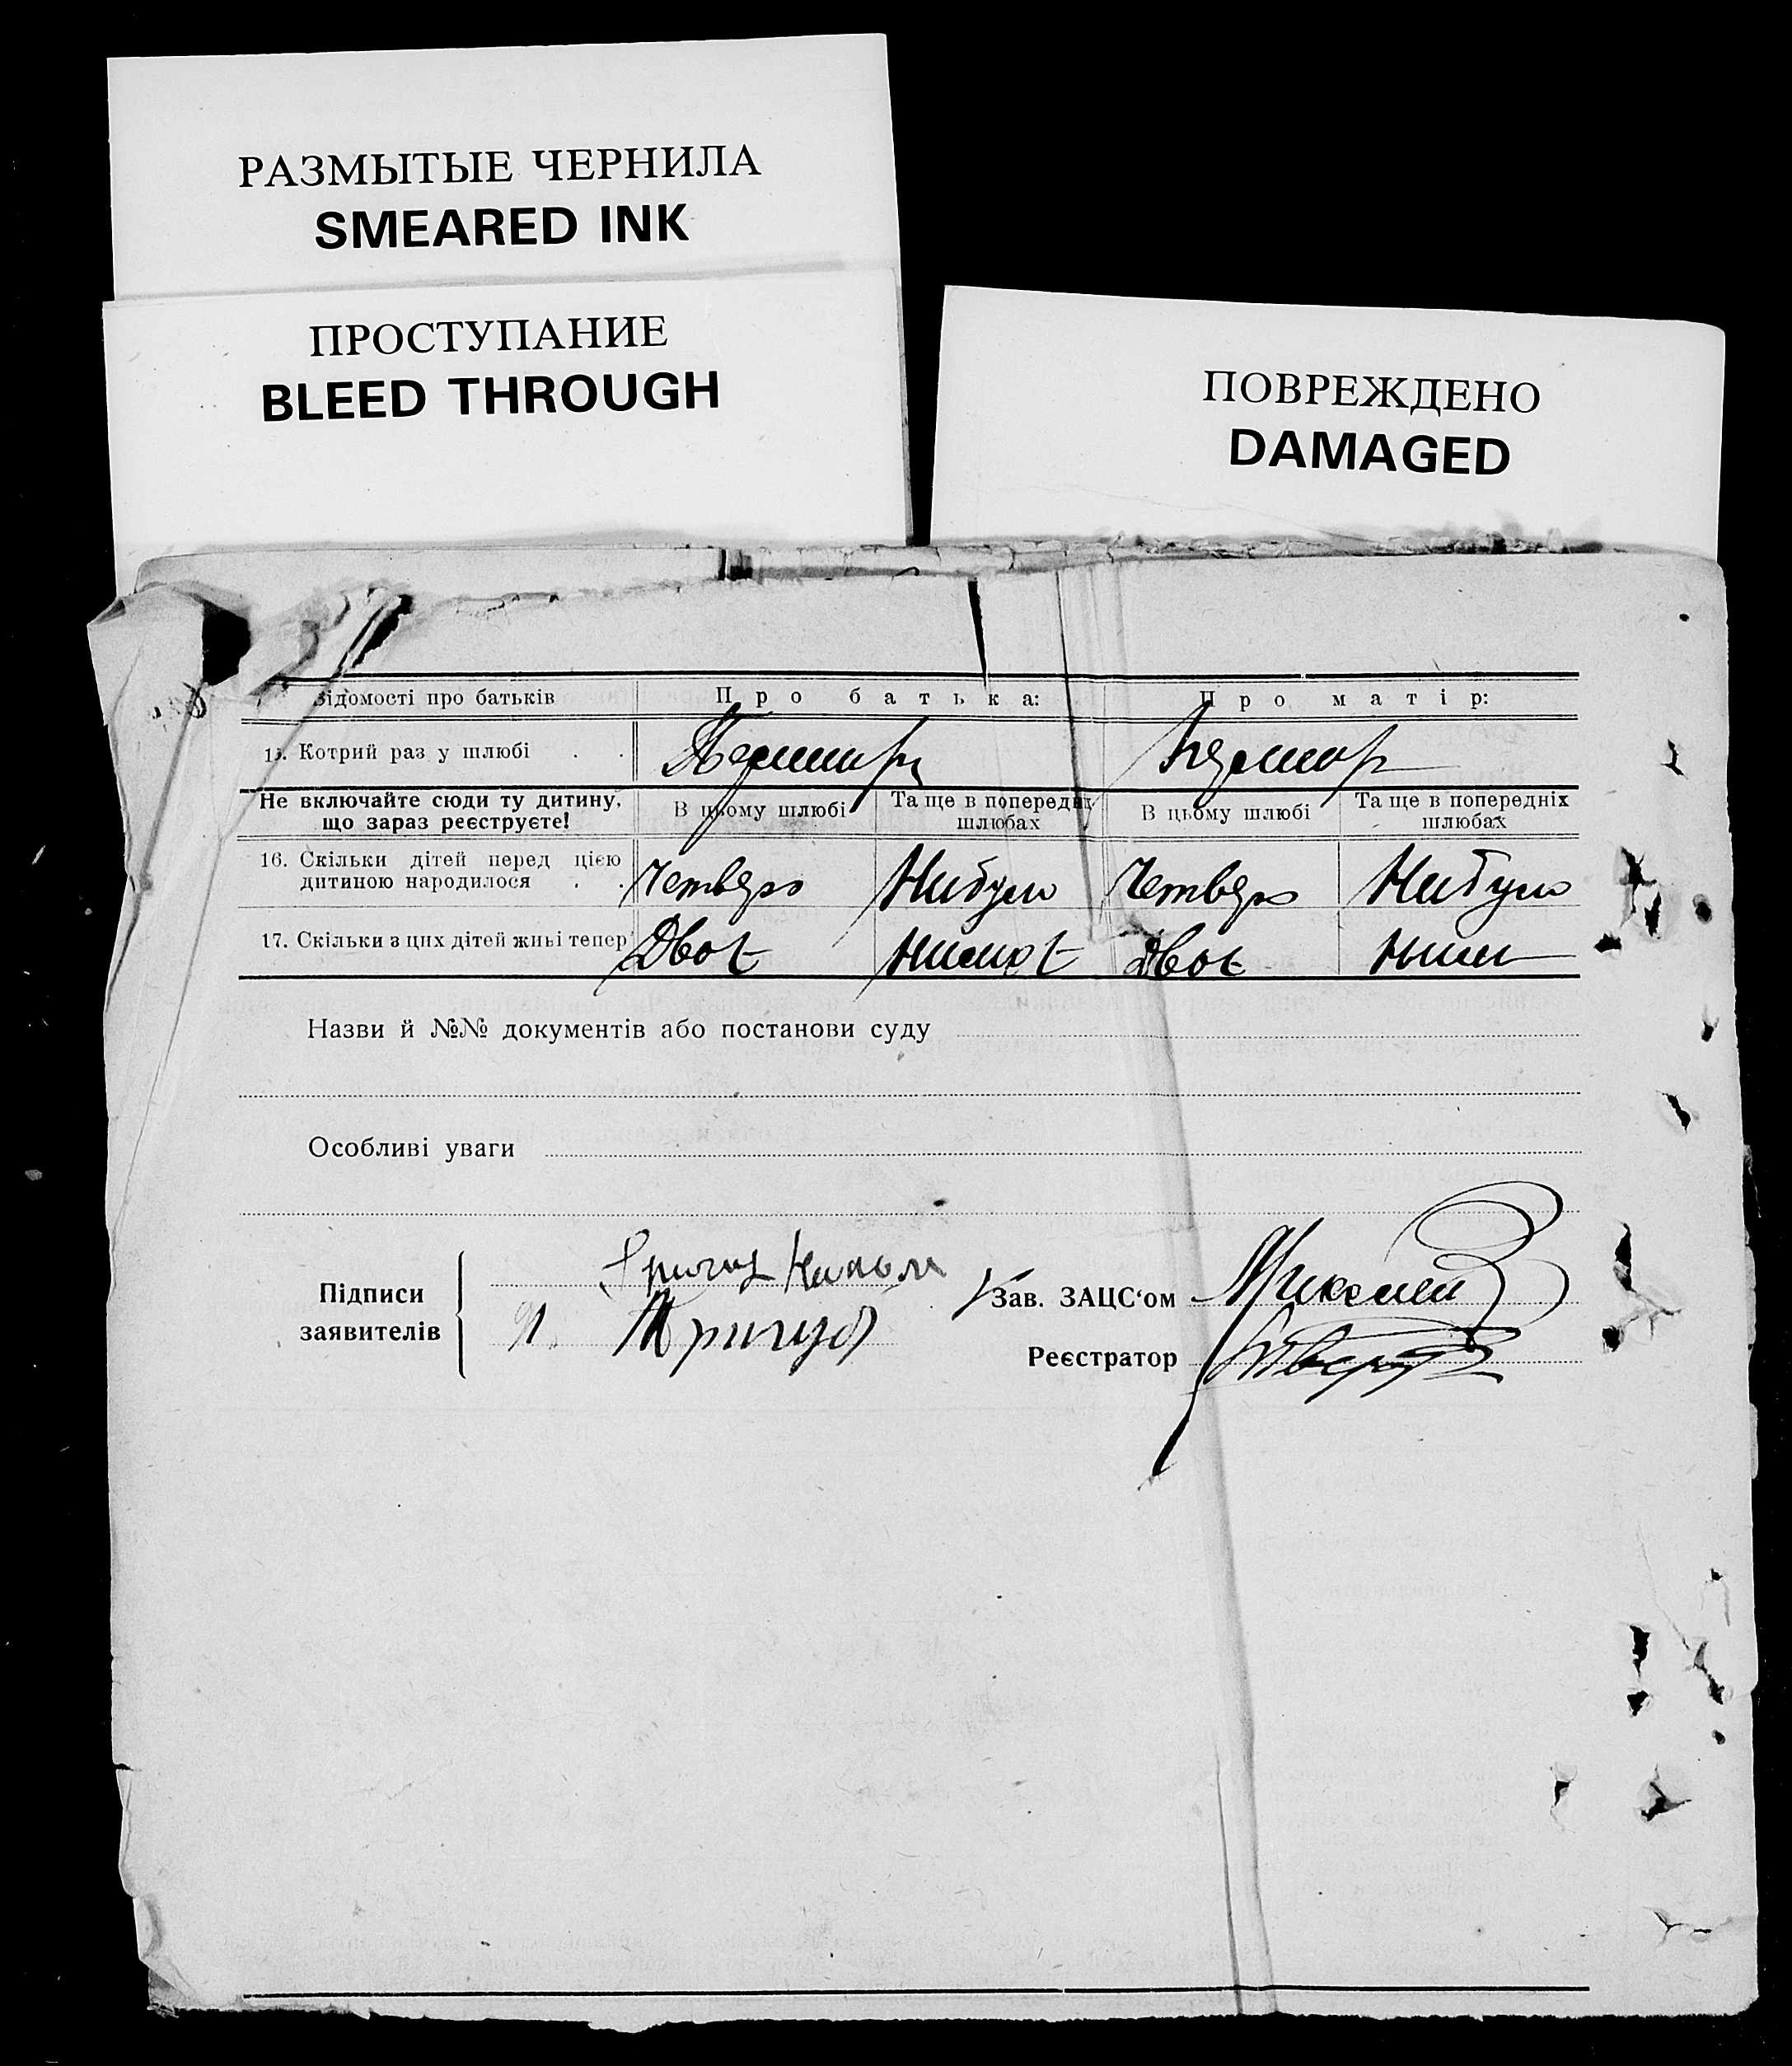 РАЗМЫТЫЕ ЧЕРНИЛА
SMEARED INK
ПРОСТУПАНИЕ
BLEED THROUGH
ПОВРЕЖДЕНО
DAMAGED
Відомості про батьків Про батька: Про матір:
15. Котрий раз у шлюбі . .
Не включайте сюди ту дитину, що зараз реєструєте!
В цьому шлюбі Та ще в попередніх шлюбах В цьому шлюбі Та ще в попередніх шлюбах
16. Скільки дітей перед цією
дитиною народилося . . Четверо Нибуло Четверо Нибуло
17. Скільки з цих дітей живі тепер Двоє Двоє
Назви й №№ документів або постанови суду
Особливі уваги
Підписи
заявителів
Зав. ЗАЦС‘ом
Реєстратор